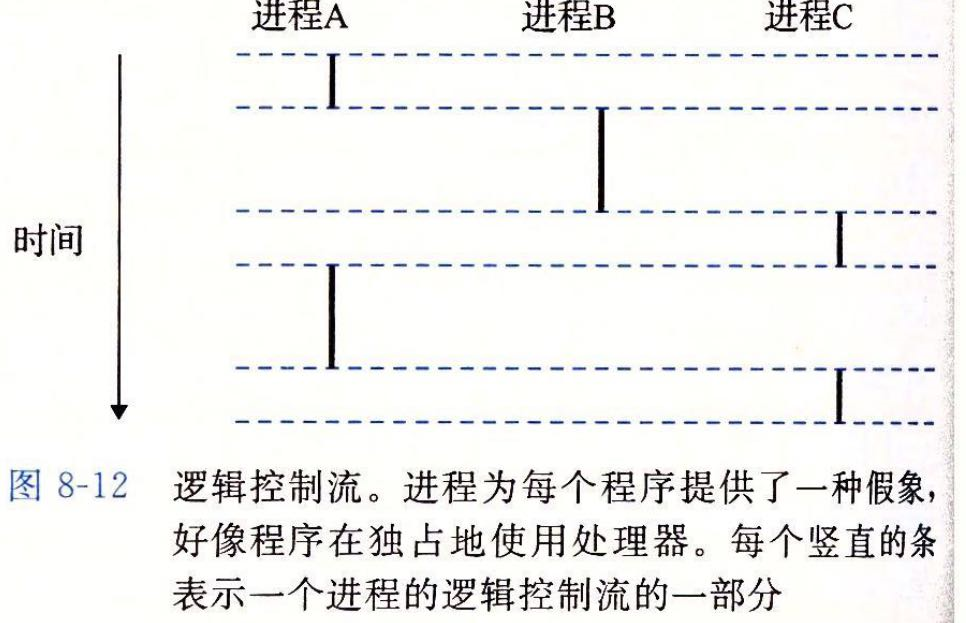 进程A 进程B 进程C
时间
图 8-12 逻辑控制流。进程为每个程序提供了一种假象,
好像程序在独占地使用处理器。每个竖直的条
表示一个进程的逻辑控制流的一部分